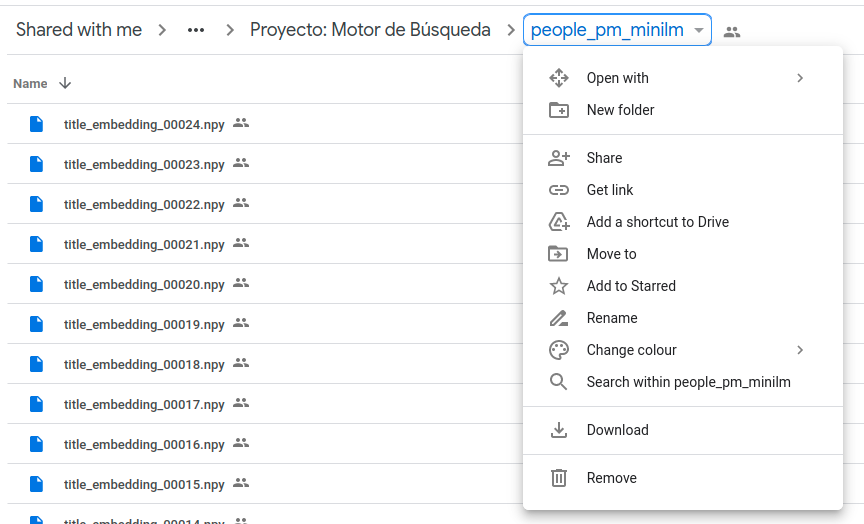 Shared with me > ••• > Proyecto: Motor de Búsqueda > people_pm_minilm
Name
title_embedding_00024.npy
title_embedding_00023.npy
title_embedding_00022.npy
title_embedding_00021.npy
title_embedding_00020.npy
title_embedding_00019.npy
title_embedding_00018.npy
title_embedding_00017.npy
title_embedding_00016.npy
title_embedding_00015.npy
title_embedding_00014.npy
Open with
New folder
Share
Get link
Add a shortcut to Drive
Move to
Add to Starred
Rename
Change colour
Search within people_pm_minilm
Download
Remove